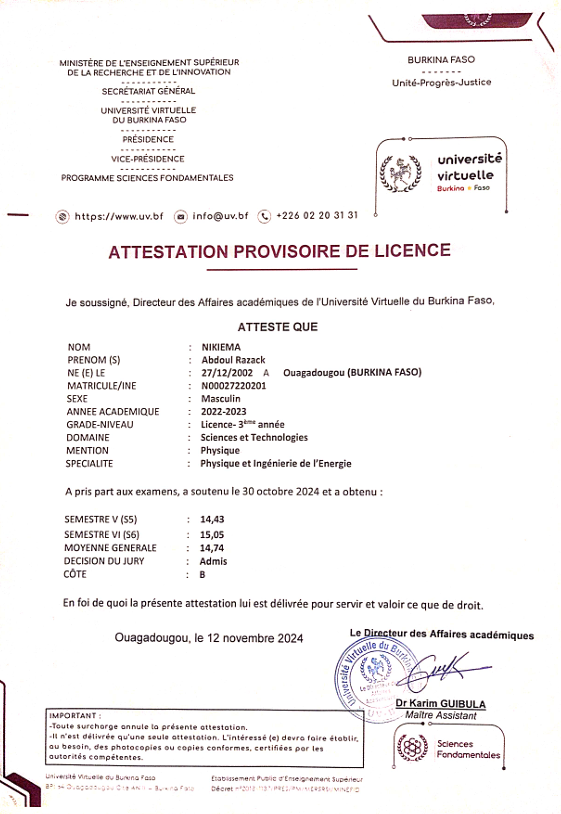 MINISTÉRE DE L'ENSEIGNEMENT SUPÉRIEUR
DE LA RECHERCHE ET DE L'INNOVATION
-----------
SECRÉTARIAT GÉNÉRAL
-----------
UNIVERSITÉ VIRTUELLE
DU BURKINA FASO
-----------
PRÉSIDENCE
-----------
VICE-PRÉSIDENCE
-----------
PROGRAMME SCIENCES FONDAMENTALES
BURKINA FASO
-------
Unité-Progrès-Justice
université
virtuelle
Burkina Faso
https://www.uv.bf info@uv.bf +226 02 20 31 31
ATTESTATION PROVISOIRE DE LICENCE
Je soussigné, Directeur des Affaires académiques de l'Université Virtuelle du Burkina Faso,
ATTESTE QUE
NOM : NIKIEMA
PRENOM (S) : Abdoul Razack
NE (E) LE : 27/12/2002 A Ouagadougou (BURKINA FASO)
MATRICULE/INE : N00027220201
SEXE : Masculin
ANNEE ACADEMIQUE : 2022-2023
GRADE-NIVEAU : Licence- 3ème année
DOMAINE : Sciences et Technologies
MENTION : Physique
SPECIALITE : Physique et Ingénierie de l'Energie
A pris part aux examens, a soutenu le 30 octobre 2024 et a obtenu :
SEMESTRE V (S5) : 14,43
SEMESTRE VI (S6) : 15,05
MOYENNE GENERALE : 14,74
DECISION DU JURY : Admis
CÔTE : B
En foi de quoi la présente attestation lui est délivrée pour servir et valoir ce que de droit.
Ouagadougou, le 12 novembre 2024
Le Directeur des Affaires académiques
Université Virtuelle du Burkina
Dr Karim GUIBULA
Maître Assistant
IMPORTANT :
-Toute surcharge annule la présente attestation.
-Il n'est délivrée qu'une seule attestation. L'intéressé (e) devra faire établir,
au besoin, des photocopies ou copies conformes, certifiées par les
autorités compétentes.
Sciences
Fondamentales
Université Virtuelle du Burkina Faso
Ouagadougou Burkina Faso
Etablissement Public d'Enseignement Supérieur
Décret